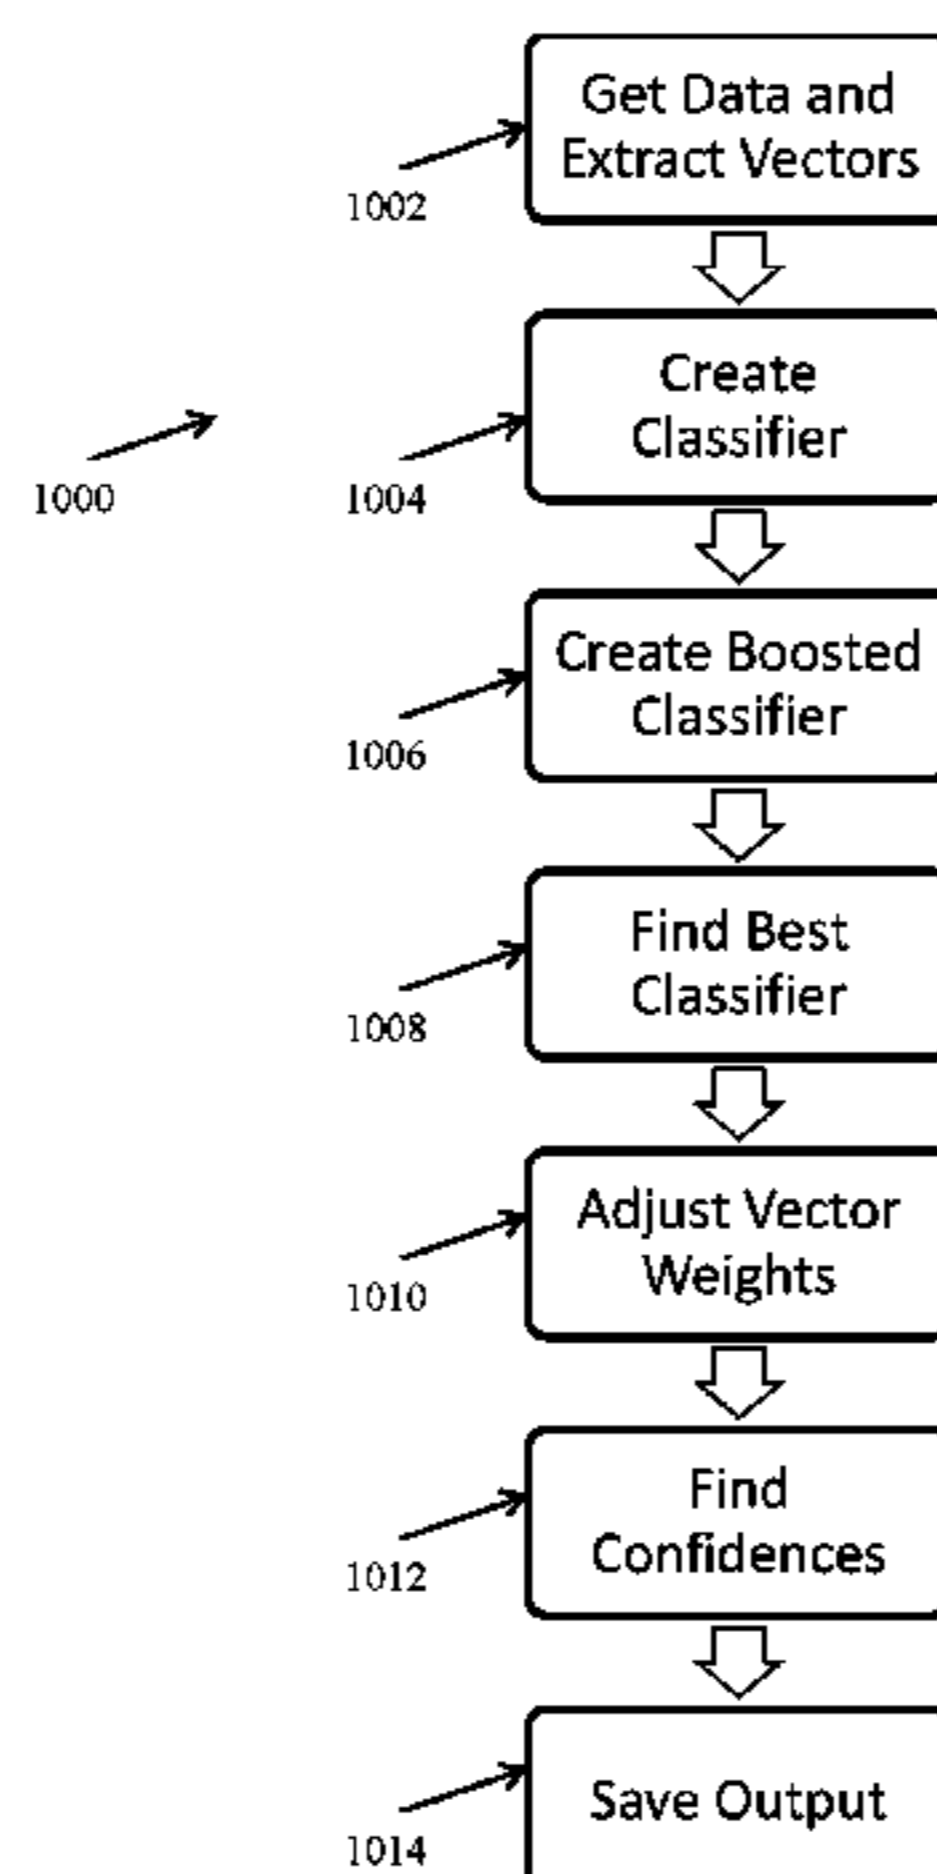 Get Data and
Extract Vectors
1002
Create
Classifier
1000
1004
Create Boosted
Classifier
1006
Find Best
Classifier
1008
Adjust Vector
Weights
1010
Find
Confidences
1012
Save Output
1014